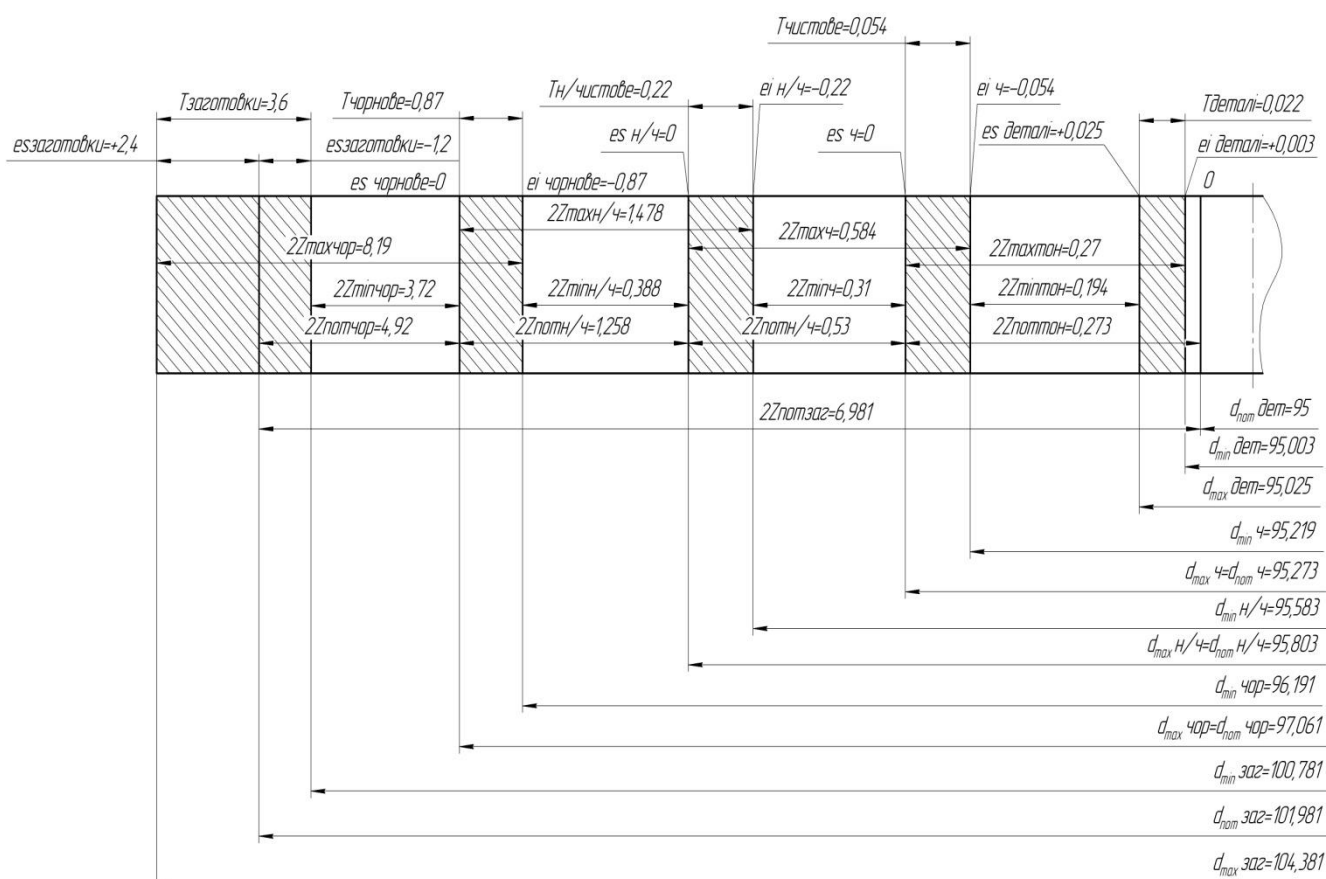 Тчистове=0,054
Тзаготовки=3,6
Тчорнове=0,87
Тн/чистове=0,22
ei н/ч=-0,22
ei ч=-0,054
Тдеталі=0,022
esзаготовки=+2,4
esзаготовки=-1,2
es н/ч=0
es ч=0
es деталі=+0,025
ei деталі=+0,003
es чорнове=0
ei чорнове=-0,87
0
2Zmaxн/ч=1,478
2Zmaxчор=8,19
2Zmaxч=0,584
2Zmaxтон=0,27
2Zminчор=3,72
2Zminн/ч=0,388
2Zminч=0,31
2Zminтон=0,194
2Zномчор=4,92
2Zномн/ч=1,258
2Zномн/ч=0,53
2Zномтон=0,273
2Zномзаг=6,981
dном дет=95
dmin дет=95,003
dmax дет=95,025
dmin ч=95,219
dmax ч=dном ч=95,273
dmin н/ч=95,583
dmax н/ч=dном н/ч=95,803
dmin чор=96,191
dmax чор=dном чор=97,061
dmin заг=100,781
dном заг=101,981
dmax заг=104,381